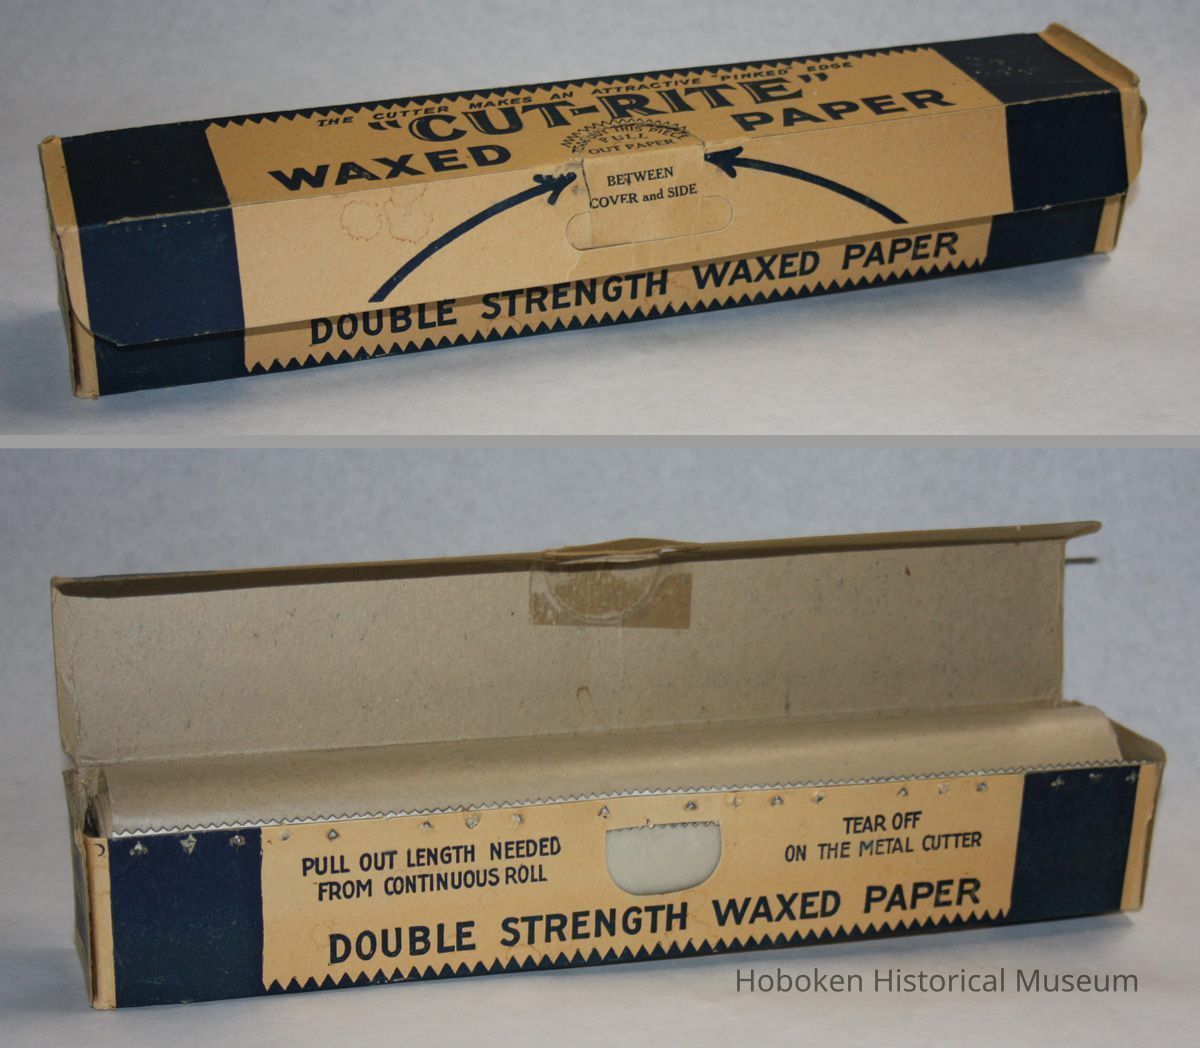 THE CUTTER MAKES AN ATTRACTIVE "PINKED" EDGE
"CUT-RITE"
WAXED PAPER
THIS PIECE
PULL
OUT PAPER
BETWEEN
COVER and SIDE
DOUBLE STRENGTH WAXED PAPER
PULL OUT LENGTH NEEDED
FROM CONTINUOUS ROLL
TEAR OFF
ON THE METAL CUTTER
DOUBLE STRENGTH WAXED PAPER
Hoboken Historical Museum